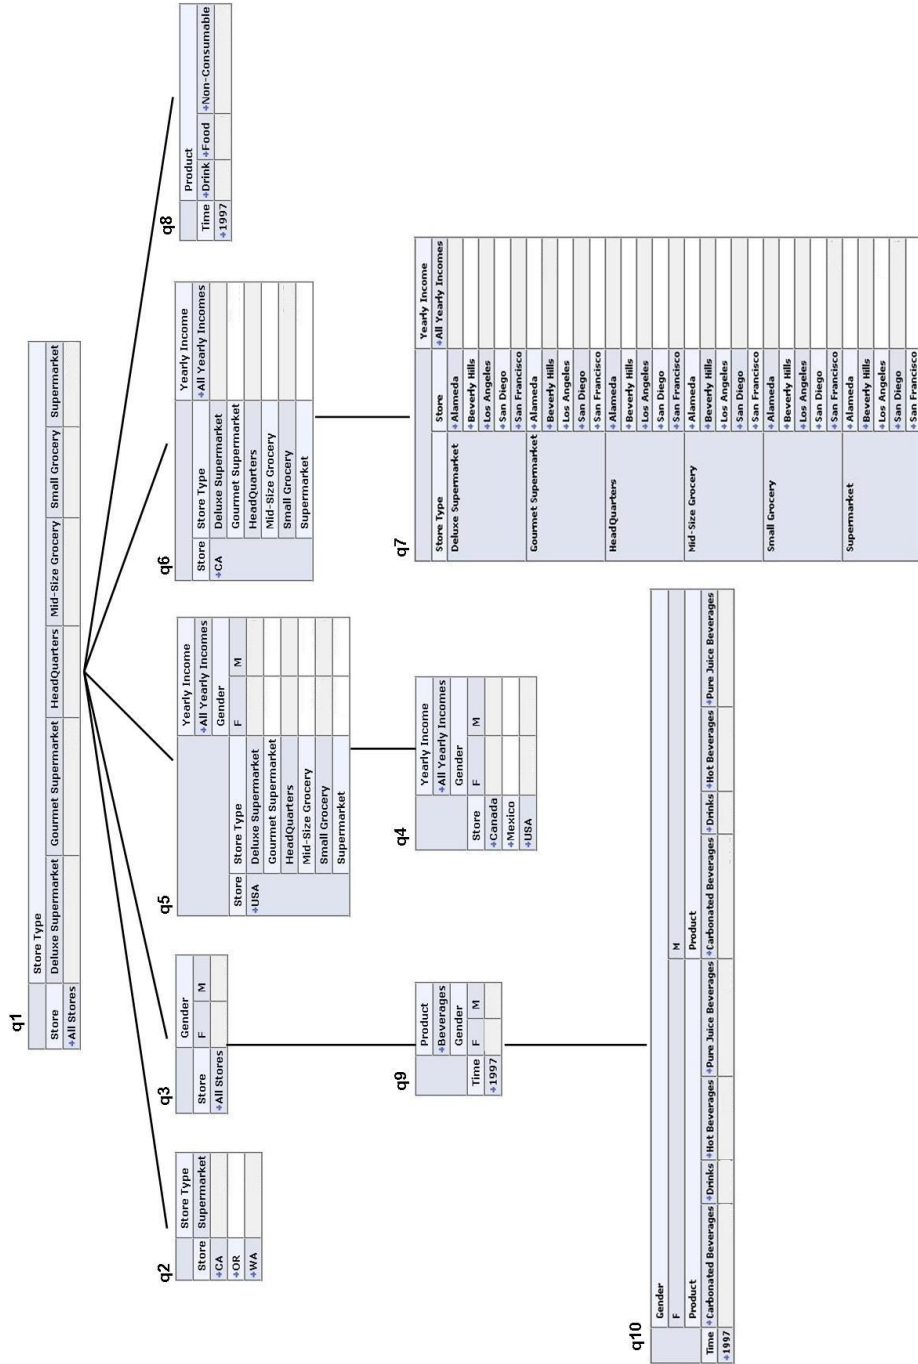 q1
Store Type
Store Deluxe Supermarket Gourmet Supermarket HeadQuarters Mid-Size Grocery Small Grocery Supermarket
+All Stores
q2
Store Type
Store Supermarket
+CA
+OR
+WA
q3
Gender
Store F M
+All Stores
q5
Yearly Income
+All Yearly Incomes
Gender
Store Store Type F M
+USA Deluxe Supermarket
Gourmet Supermarket
HeadQuarters
Mid-Size Grocery
Small Grocery
Supermarket
q6
Yearly Income
Store Store Type +All Yearly Incomes
+CA Deluxe Supermarket
Gourmet Supermarket
HeadQuarters
Mid-Size Grocery
Small Grocery
Supermarket
q8
Product
Time +Drink +Food +Non-Consumable
+1997
q9
Product
+Beverages
Gender
Time F M
+1997
q4
Yearly Income
+All Yearly Incomes
Gender
Store F M
+Canada
+Mexico
+USA
q7
Yearly Income
Store Type Store +All Yearly Incomes
Deluxe Supermarket +Alameda
+Beverly Hills
+Los Angeles
+San Diego
+San Francisco
Gourmet Supermarket +Alameda
+Beverly Hills
+Los Angeles
+San Diego
+San Francisco
HeadQuarters +Alameda
+Beverly Hills
+Los Angeles
+San Diego
+San Francisco
Mid-Size Grocery +Alameda
+Beverly Hills
+Los Angeles
+San Diego
+San Francisco
Small Grocery +Alameda
+Beverly Hills
+Los Angeles
+San Diego
+San Francisco
Supermarket +Alameda
+Beverly Hills
+Los Angeles
+San Diego
+San Francisco
q10
Gender
F M
Product Product
Time +Carbonated Beverages +Drinks +Hot Beverages +Pure Juice Beverages +Carbonated Beverages +Drinks +Hot Beverages +Pure Juice Beverages
+1997